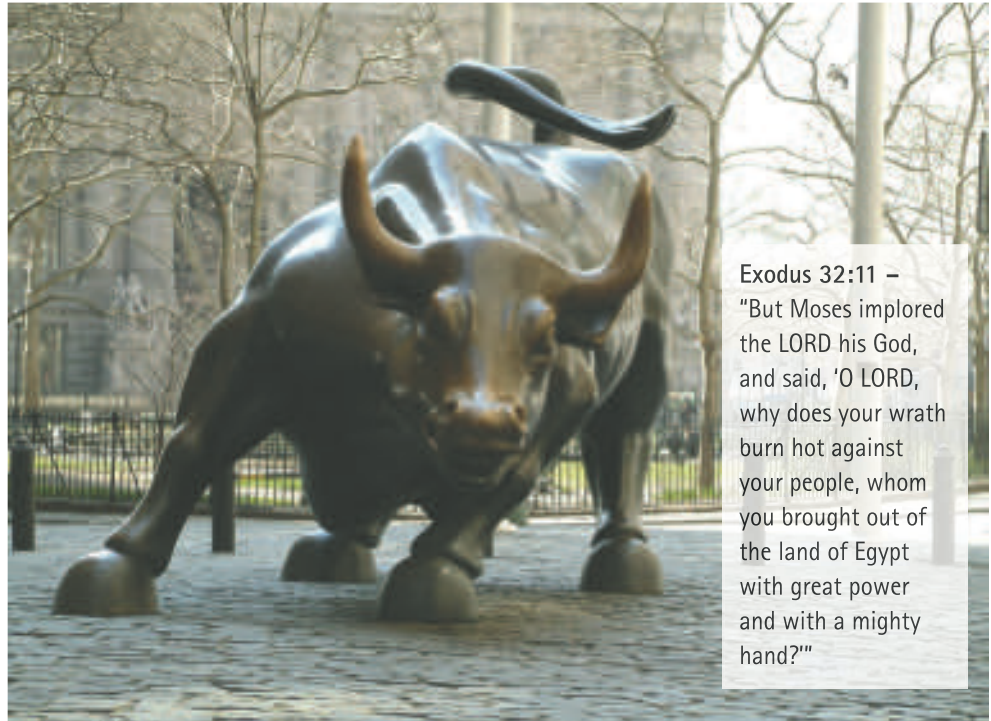 Exodus 32:11 –
"But Moses implored
the LORD his God,
and said, 'O LORD,
why does your wrath
burn hot against
your people, whom
you brought out of
the land of Egypt
with great power
and with a mighty
hand?'"